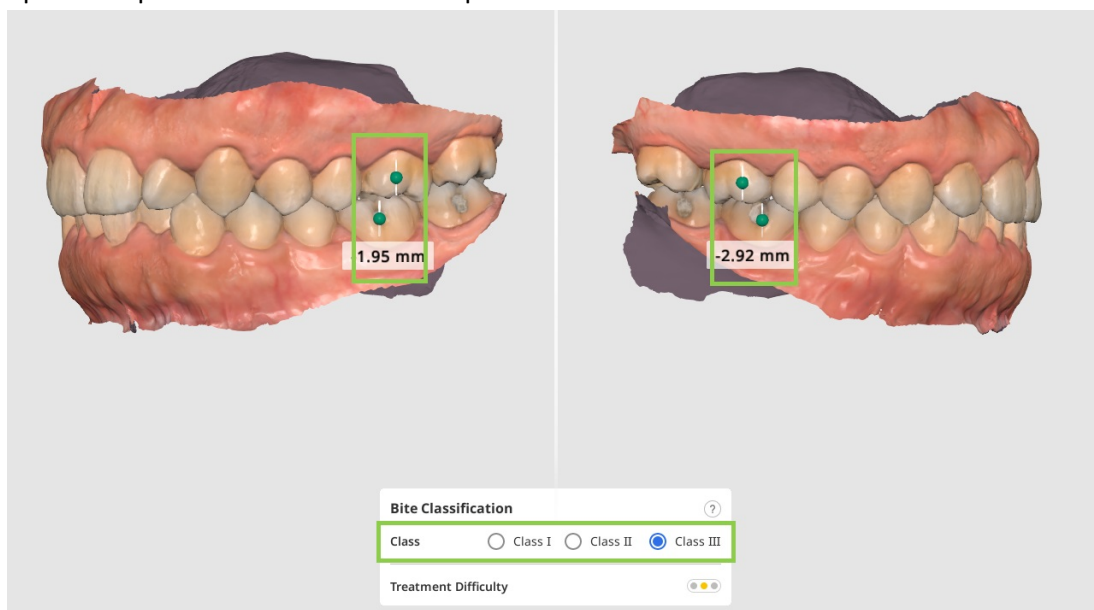 -1.95 mm
-2.92 mm
Bite Classification ?
Class Class I Class II Class III
Treatment Difficulty